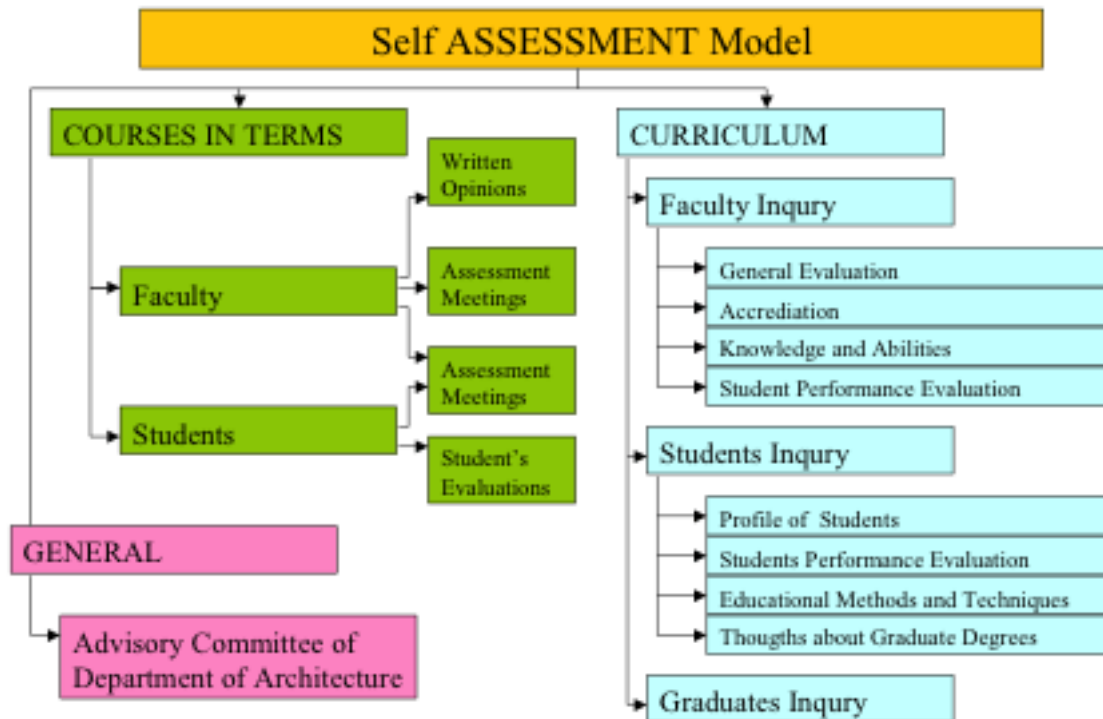 Self ASSESSMENT Model
COURSES IN TERMS
Written
Opinions
Faculty
Assessment
Meetings
Assessment
Meetings
Students
Student's
Evaluations
GENERAL
Advisory Committee of
Department of Architecture
CURRICULUM
Faculty Inqury
General Evaluation
Accrediation
Knowledge and Abilities
Student Performance Evaluation
Students Inqury
Profile of Students
Students Performance Evaluation
Educational Methods and Techniques
Thougths about Graduate Degrees
Graduates Inqury